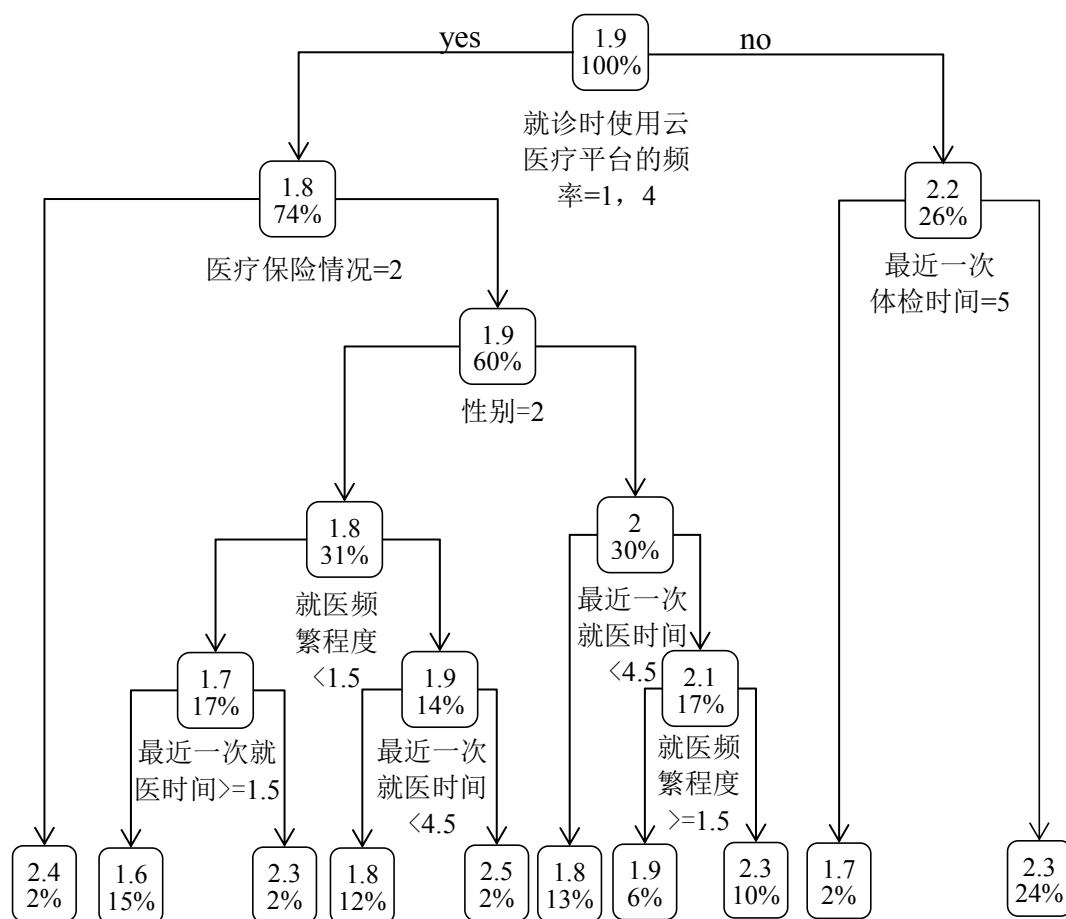 yes
no
1.9
100%
就诊时使用云
医疗平台的频
率=1，4
1.8
74%
2.2
26%
医疗保险情况=2
最近一次
体检时间=5
1.9
60%
性别=2
1.8
31%
2
30%
就医频
繁程度
<1.5
最近一次
就医时间
<4.5
1.7
17%
1.9
14%
2.1
17%
最近一次就
医时间>=1.5
最近一次
就医时间
<4.5
就医频
繁程度
>=1.5
2.4
2%
1.6
15%
2.3
2%
1.8
12%
2.5
2%
1.8
13%
1.9
6%
2.3
10%
1.7
2%
2.3
24%